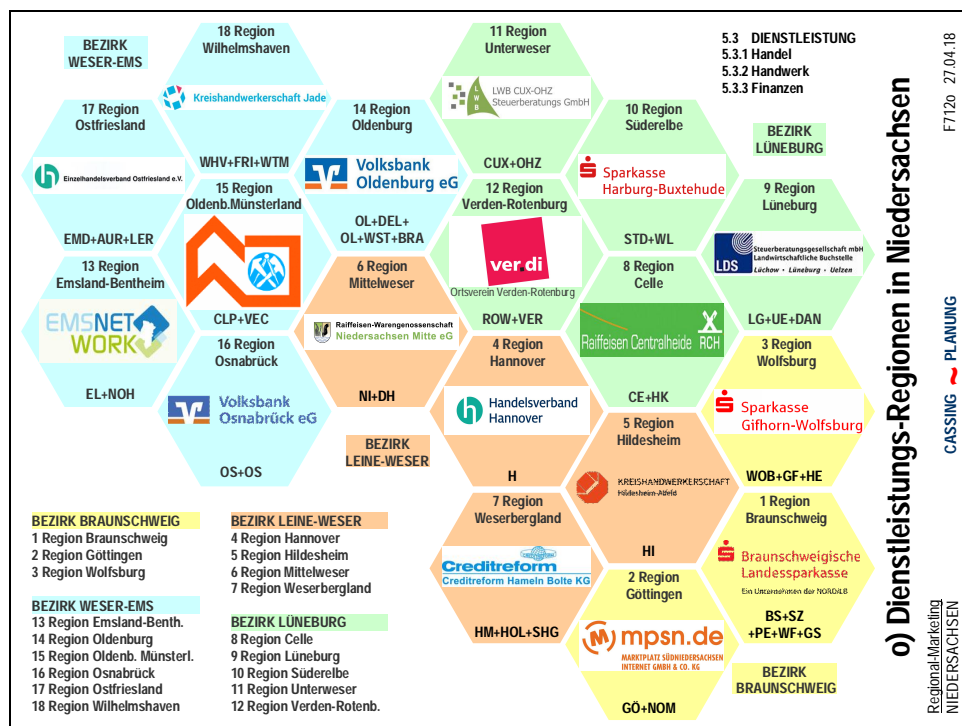 BEZIRK
WESER-EMS
18 Region
Wilhelmshaven
Kreishandwerkerschaft Jade
WHV+FRI+WTM
11 Region
Unterweser
LWB
LWB CUX-OHZ
Steuerberatungs GmbH
CUX+OHZ
5.3 DIENSTLEISTUNG
5.3.1 Handel
5.3.2 Handwerk
5.3.3 Finanzen
17 Region
Ostfriesland
Einzelhandelsverband Ostfriesland e.V.
EMD+AUR+LER
14 Region
Oldenburg
Volksbank
Oldenburg eG
OL+DEL+
OL+WST+BRA
10 Region
Süderelbe
Sparkasse
Harburg-Buxtehude
STD+WL
BEZIRK
LÜNEBURG
15 Region
Oldenb.Münsterland
CLP+VEC
12 Region
Verden-Rotenburg
ver.di
Ortsverein Verden-Rotenburg
ROW+VER
9 Region
Lüneburg
LDS
Steuerberatungsgesellschaft mbH
Landwirtschaftliche Buchstelle
Lüchow • Lüneburg • Uelzen
LG+UE+DAN
13 Region
Emsland-Bentheim
EMSNET
WORK
EL+NOH
6 Region
Mittelweser
Raiffeisen-Warengenossenschaft
Niedersachsen Mitte eG
NI+DH
8 Region
Celle
Raiffeisen Centralheide
RCH
CE+HK
16 Region
Osnabrück
Volksbank
Osnabrück eG
OS+OS
4 Region
Hannover
Handelsverband
Hannover
H
3 Region
Wolfsburg
Sparkasse
Gifhorn-Wolfsburg
WOB+GF+HE
BEZIRK
LEINE-WESER
5 Region
Hildesheim
KREISHANDWERKERSCHAFT
Hildesheim-Alfeld
HI
7 Region
Weserbergland
Creditreform
Creditreform Hameln Bolte KG
HM+HOL+SHG
1 Region
Braunschweig
Braunschweigische
Landessparkasse
Ein Unternehmen der NORD/LB
BS+SZ
+PE+WF+GS
2 Region
Göttingen
mpsn.de
MARKTPLATZ SÜDNIEDERSACHSEN
INTERNET GMBH & CO. KG
GÖ+NOM
BEZIRK
BRAUNSCHWEIG
BEZIRK BRAUNSCHWEIG
1 Region Braunschweig
2 Region Göttingen
3 Region Wolfsburg
BEZIRK LEINE-WESER
4 Region Hannover
5 Region Hildesheim
6 Region Mittelweser
7 Region Weserbergland
BEZIRK WESER-EMS
13 Region Emsland-Benth.
14 Region Oldenburg
15 Region Oldenb. Münsterl.
16 Region Osnabrück
17 Region Ostfriesland
18 Region Wilhelmshaven
BEZIRK LÜNEBURG
8 Region Celle
9 Region Lüneburg
10 Region Süderelbe
11 Region Unterweser
12 Region Verden-Rotenb.
o) Dienstleistungs-Regionen in Niedersachsen
F712o 27.04.18
CASSING ~ PLANUNG
Regional-Marketing
NIEDERSACHSEN